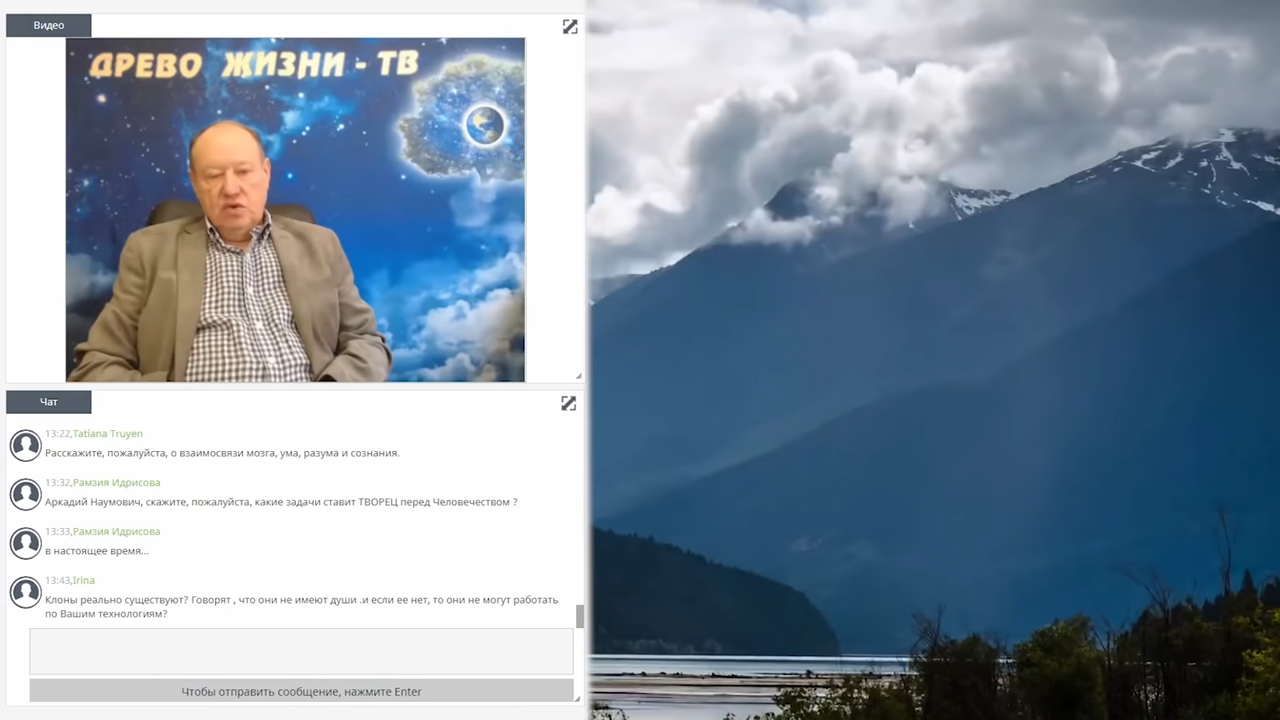 Видео
ДРЕВО ЖИЗНИ - ТВ
Чат
13:22,Tatiana Truyen
Расскажите, пожалуйста, о взаимосвязи мозга, ума, разума и сознания.
13:32,Рамзия Идрисова
Аркадий Наумович, скажите, пожалуйста, какие задачи ставит ТВОРЕЦ перед Человечеством ?
13:33,Рамзия Идрисова
в настоящее время...
13:43,Irina
Клоны реально существуют? Говорят , что они не имеют души .и если ее нет, то они не могут работать
по Вашим технологиям?
Чтобы отправить сообщение, нажмите Enter